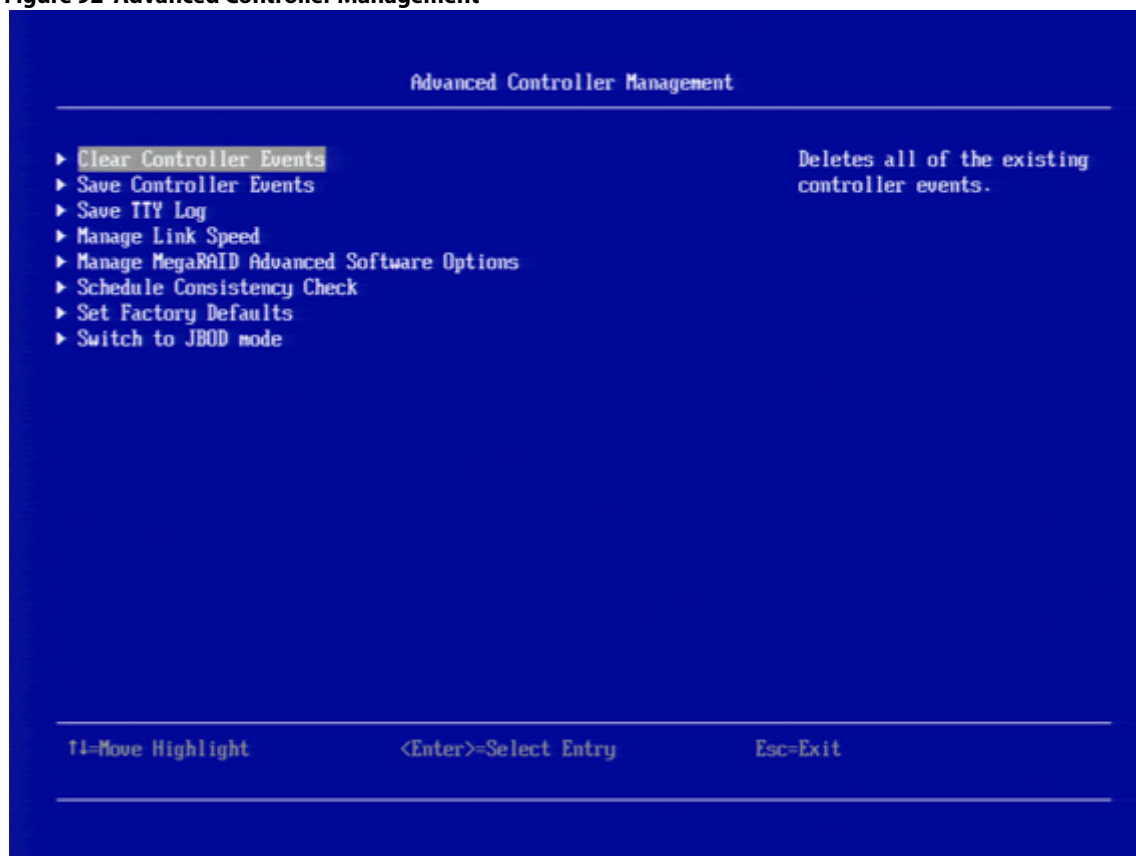 Figure 92 Advanced Controller Management
Advanced Controller Management
► Clear Controller Events
► Save Controller Events
► Save TTY Log
► Manage Link Speed
► Manage MegaRAID Advanced Software Options
► Schedule Consistency Check
► Set Factory Defaults
► Switch to JBOD mode
Deletes all of the existing
controller events.
↑↓=Move Highlight <Enter>=Select Entry Esc=Exit